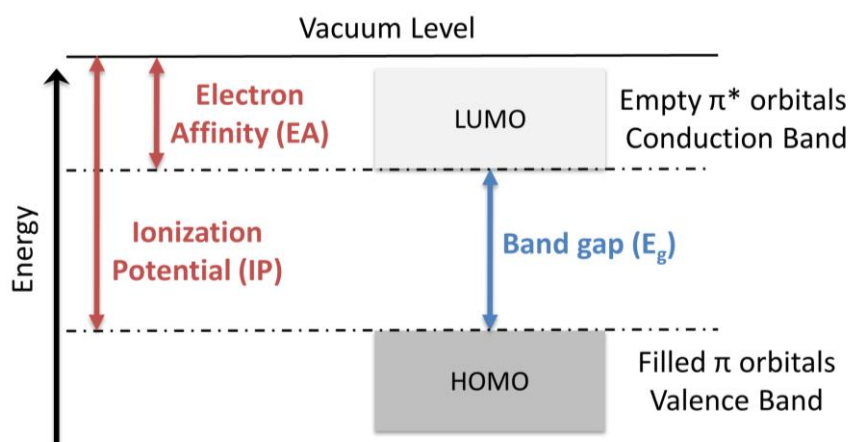 Vacuum Level
Electron
Affinity (EA)
LUMO
Empty π* orbitals
Conduction Band
Energy
Ionization
Potential (IP)
Band gap (Eg)
HOMO
Filled π orbitals
Valence Band